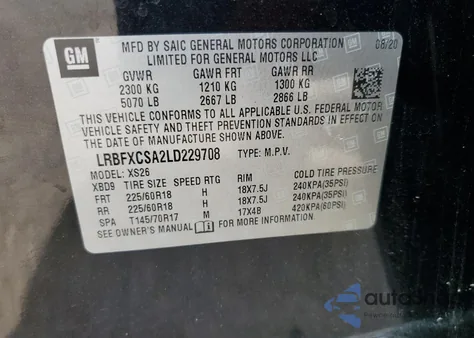 GM
MFD BY SAIC GENERAL MOTORS CORPORATION 08/20
LIMITED FOR GENERAL MOTORS LLC
GVWR GAWR FRT GAWR RR
2300 KG 1210 KG 1300 KG
5070 LB 2667 LB 2866 LB
THIS VEHICLE CONFORMS TO ALL APPLICABLE U.S. FEDERAL MOTOR
VEHICLE SAFETY, BUMPER, AND THEFT PREVENTION STANDARDS IN EFFECT
ON THE DATE OF MANUFACTURE SHOWN ABOVE.
LRBFXCSA2LD229708 TYPE: M.P.V.
MODEL: XS26
XBD9 TIRE SIZE SPEED RTG RIM COLD TIRE PRESSURE
FRT 225/60R18 H 18X7.5J 240KPA(35PSI)
RR 225/60R18 H 18X7.5J 240KPA(35PSI)
SPA T145/70R17 M 17X4B 420KPA(60PSI)
SEE OWNER'S MANUAL FOR MORE INFORMATION